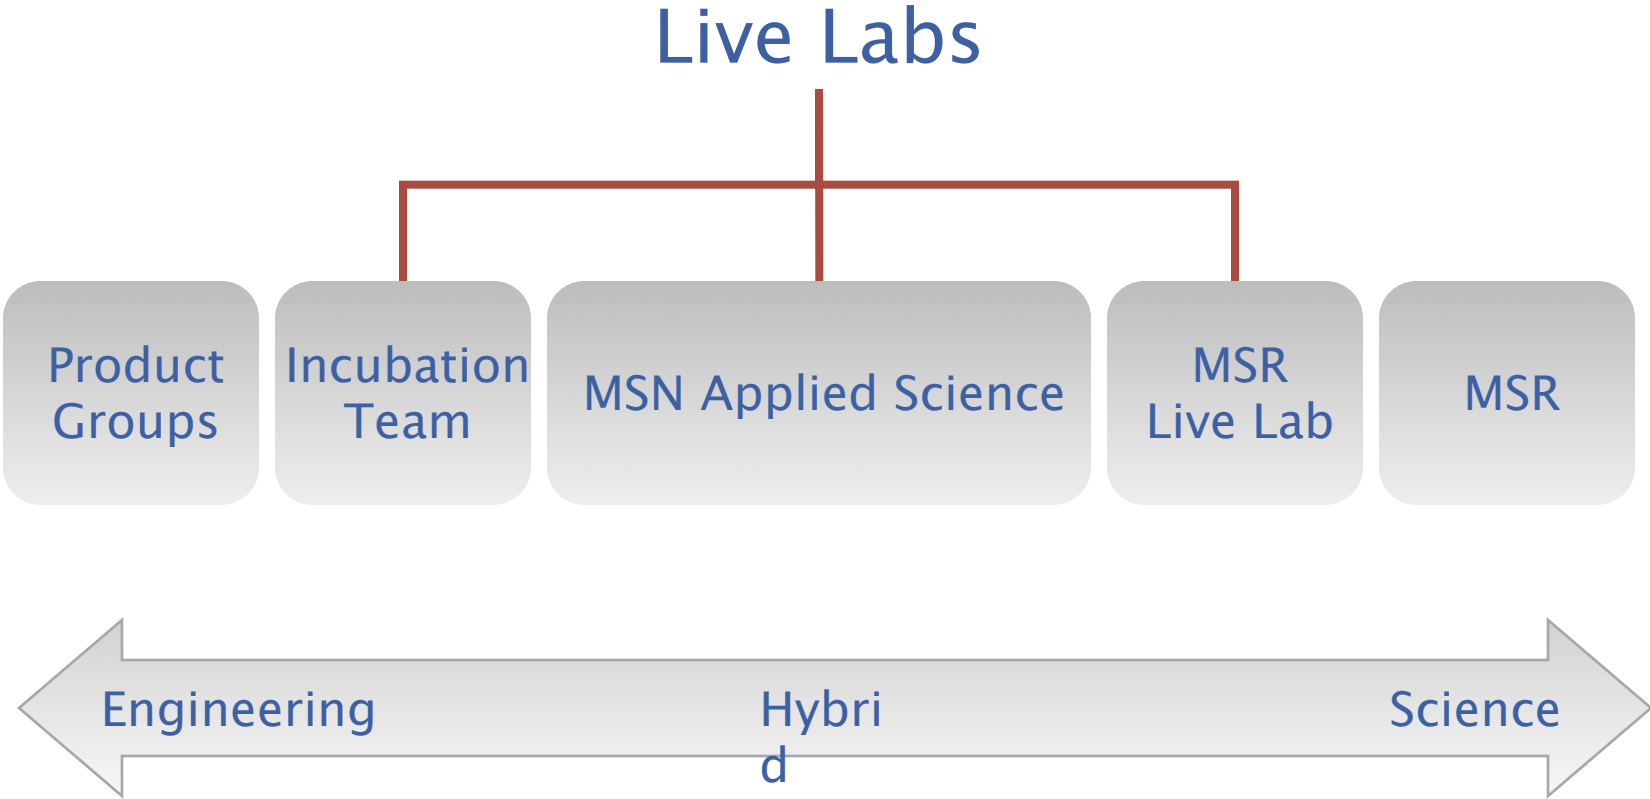 Live Labs
Product
Groups
Incubation
Team
MSN Applied Science
MSR
Live Lab
MSR
Engineering
Hybri
d
Science